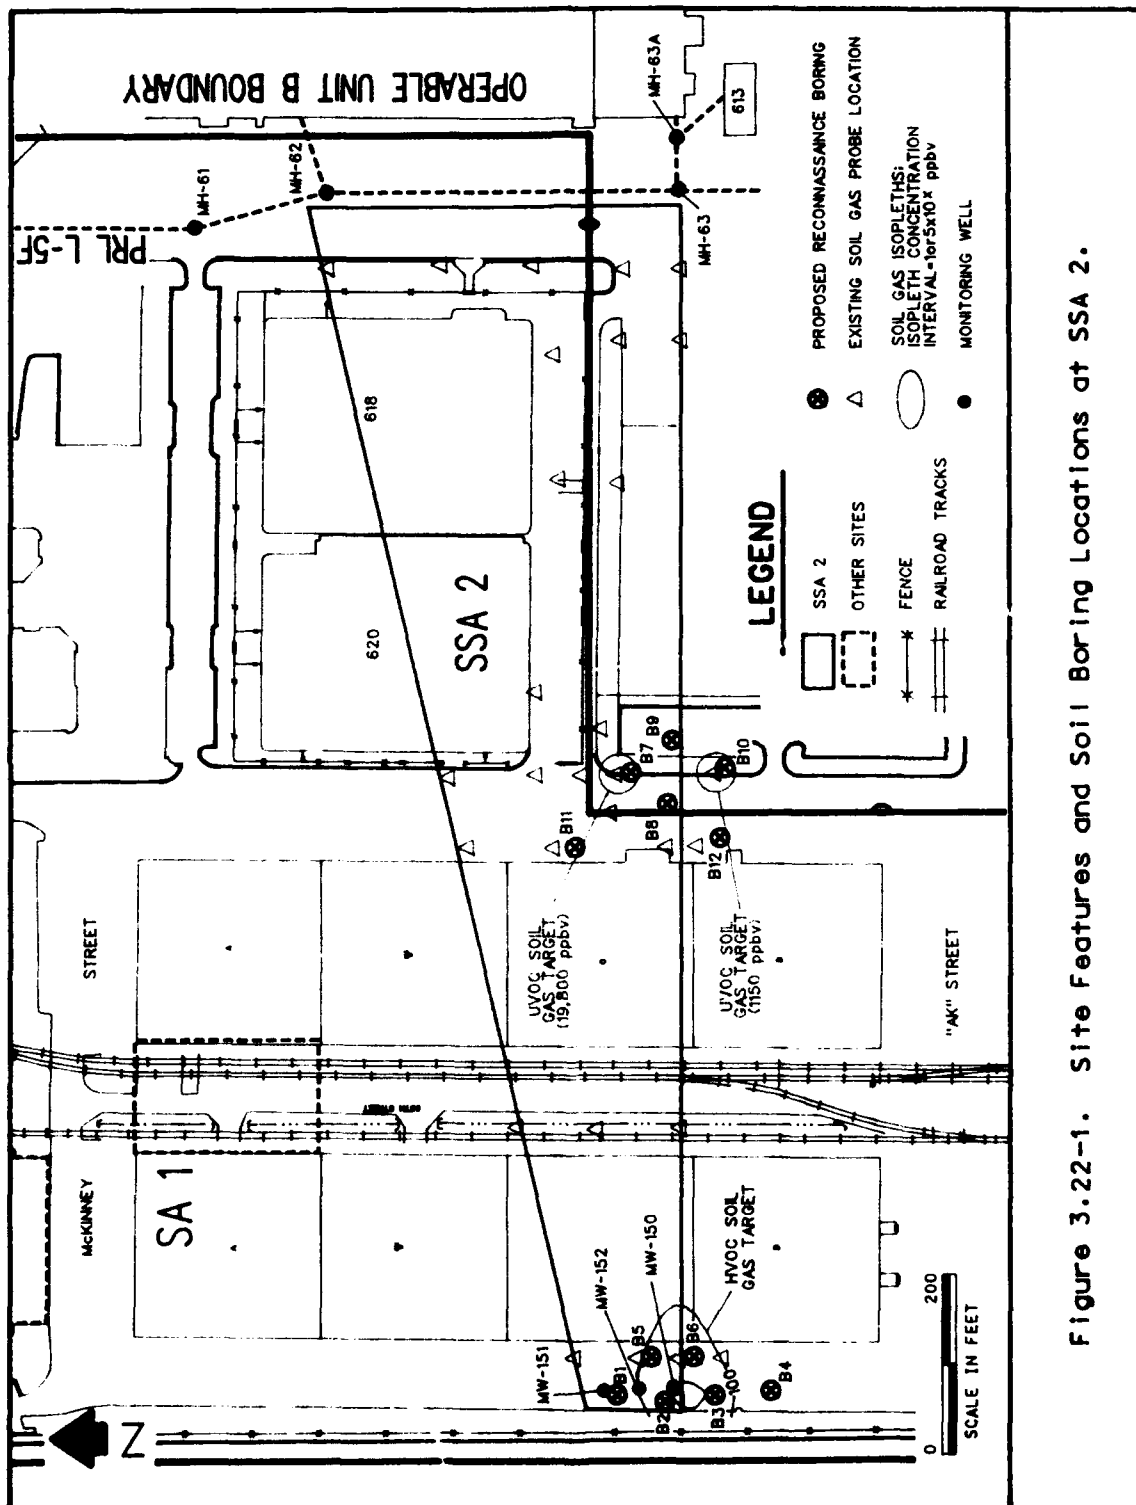 OPERABLE UNIT B BOUNDARY
PRL L-5F
MH-61
MH-62
MH-63A
MH-63
613
618
620
SSA 2
STREET
McKINNEY
SA 1
B11
B7
B9
B8
B10
B12
UVOC SOIL
GAS TARGET
(19,800 ppbv)
UVOC SOIL
GAS TARGET
(1150 ppbv)
"AK" STREET
MW-151
MW-152
MW-150
HVOC SOIL
GAS TARGET
B1
B2
B5
B6
B3
B4
100
N
0 200
SCALE IN FEET
LEGEND
SSA 2
OTHER SITES
FENCE
RAILROAD TRACKS
PROPOSED RECONNASSAINCE BORING
EXISTING SOIL GAS PROBE LOCATION
SOIL GAS ISOPLETHS;
ISOPLETH CONCENTRATION
INTERVAL=1or5x10ˣ ppbv
MONITORING WELL
Figure 3.22-1. Site Features and Soil Boring Locations at SSA 2.